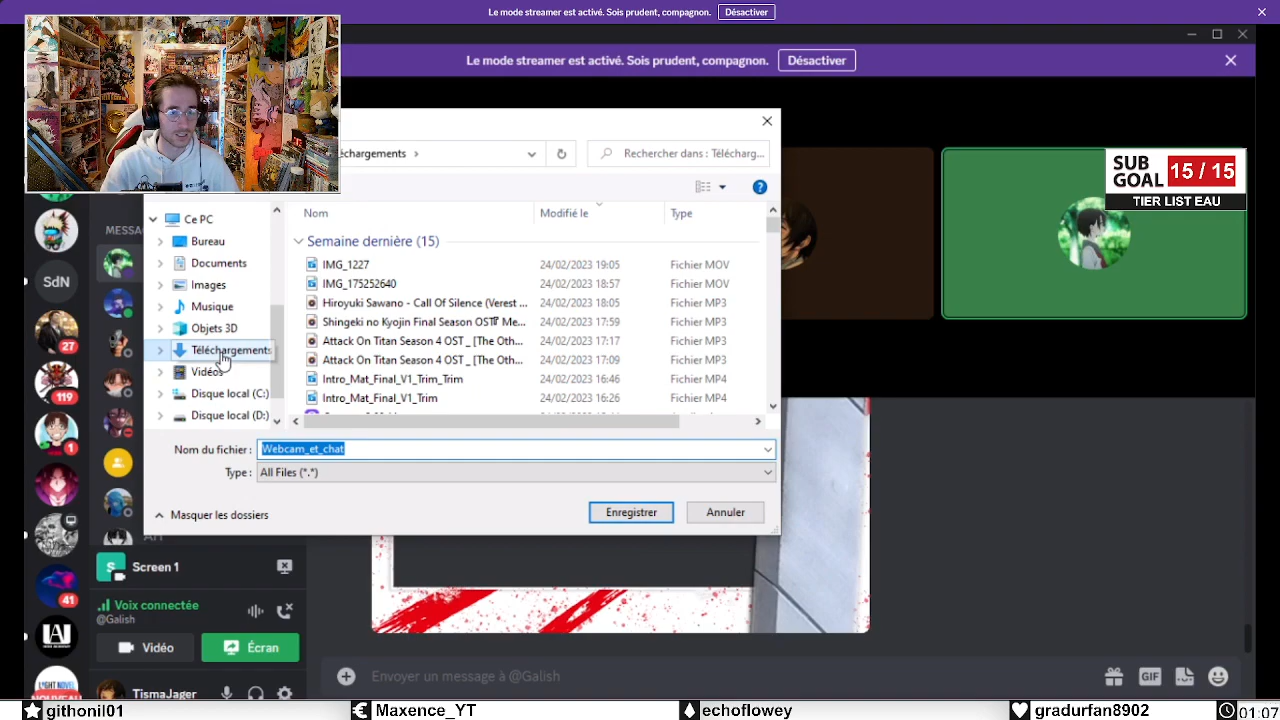 Le mode streamer est activé. Sois prudent, compagnon. Désactiver
Le mode streamer est activé. Sois prudent, compagnon. Désactiver
échargements
Rechercher dans : Télécharg...
SUB GOAL 15 / 15
TIER LIST EAU
MESSA
Ce PC
Bureau
Documents
Images
Musique
Objets 3D
Téléchargements
Vidéos
Disque local (C:)
Disque local (D:)
Nom Modifié le Type
Semaine dernière (15)
IMG_1227 24/02/2023 19:05 Fichier MOV
IMG_175252640 24/02/2023 18:57 Fichier MOV
Hiroyuki Sawano - Call Of Silence (Verest ... 24/02/2023 18:05 Fichier MP3
Shingeki no Kyojin Final Season OST『Me... 24/02/2023 17:59 Fichier MP3
Attack On Titan Season 4 OST _ [The Oth... 24/02/2023 17:17 Fichier MP3
Attack On Titan Season 4 OST _ [The Oth... 24/02/2023 17:09 Fichier MP3
Intro_Mat_Final_V1_Trim_Trim 24/02/2023 16:46 Fichier MP4
Intro_Mat_Final_V1_Trim 24/02/2023 16:26 Fichier MP4
Nom du fichier : Webcam_et_chat
Type : All Files (*.*)
Masquer les dossiers
Enregistrer Annuler
SdN
27
119
1
41
NOUVEAU
Screen 1
Voix connectée
@Galish
Vidéo Écran
TismaJager
Envoyer un message à @Galish
GIF
githonil01 Maxence_YT echoflowey gradurfan8902 01:07